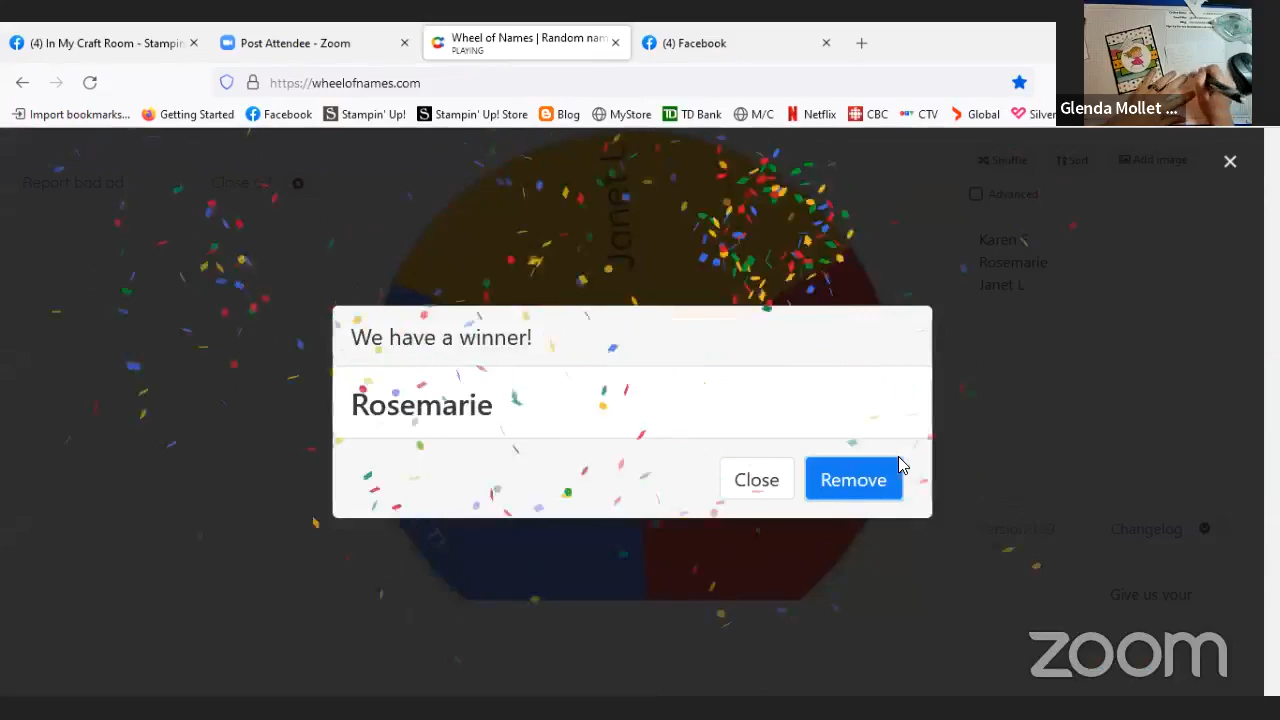 (4) In My Craft Room - Stampin
Post Attendee - Zoom
Wheel of Names | Random nam
PLAYING
(4) Facebook
https://wheelofnames.com
Import bookmarks...
Getting Started
Facebook
Stampin' Up!
Stampin' Up! Store
Blog
MyStore
TD Bank
M/C
Netflix
CBC
CTV
Global
Silver
Glenda Mollet ...
Report bad ad
Janet L
Shuffle
Sort
Add image
Advanced
Karen S
Rosemarie
Janet L
We have a winner!
Rosemarie
Close
Remove
Changelog
Give us your
zoom